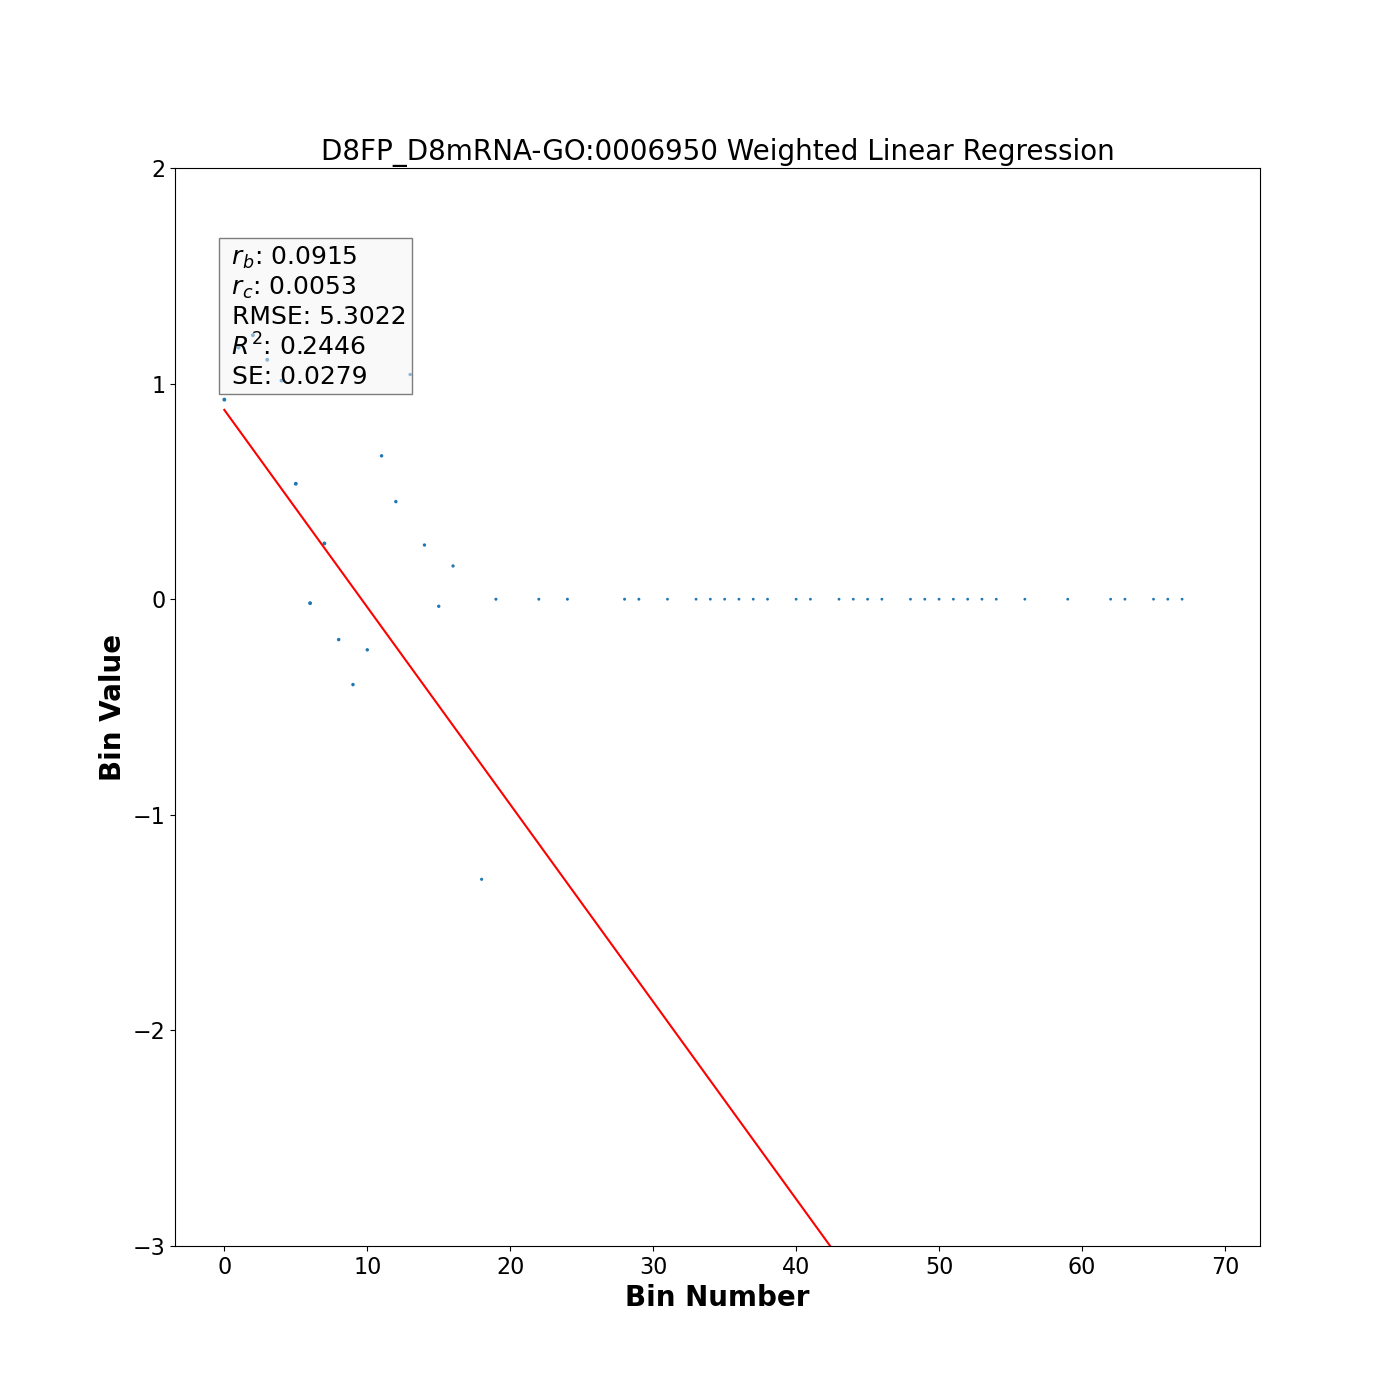 D8FP_D8mRNA-GO:0006950 Weighted Linear Regression
2
r_b: 0.0915
r_c: 0.0053
RMSE: 5.3022
R²: 0.2446
SE: 0.0279
1
0
−1
−2
−3
Bin Value
0 10 20 30 40 50 60 70
Bin Number